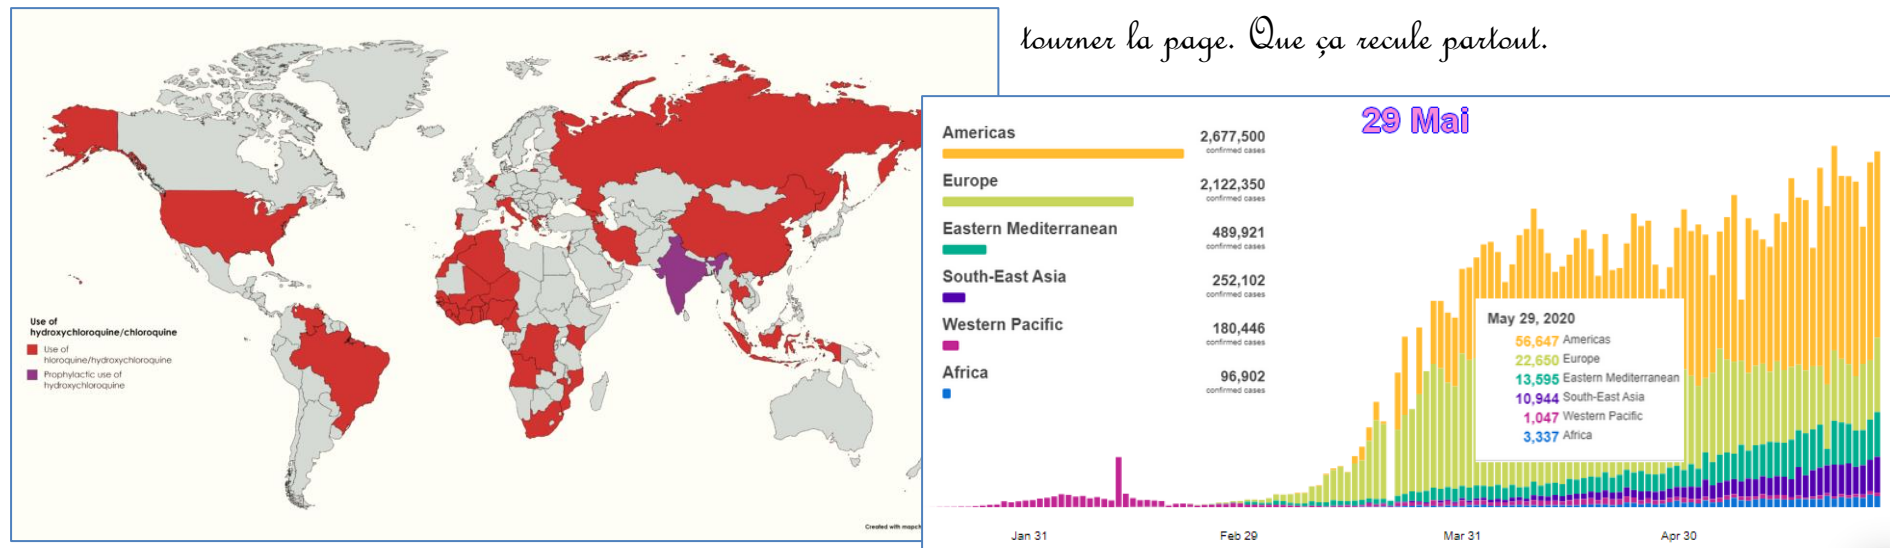 tourner la page. Que ça recule partout.
Use of
hydroxychloroquine/chloroquine
Use of
hloroquine/hydroxychloroquine
Prophylactic use of
hydroxychloroquine
Created with mapch
29 Mai
Americas 2,677,500
confirmed cases
Europe 2,122,350
confirmed cases
Eastern Mediterranean 489,921
confirmed cases
South-East Asia 252,102
confirmed cases
Western Pacific 180,446
confirmed cases
Africa 96,902
confirmed cases
May 29, 2020
56,647 Americas
22,650 Europe
13,595 Eastern Mediterranean
10,944 South-East Asia
1,047 Western Pacific
3,337 Africa
Jan 31 Feb 29 Mar 31 Apr 30